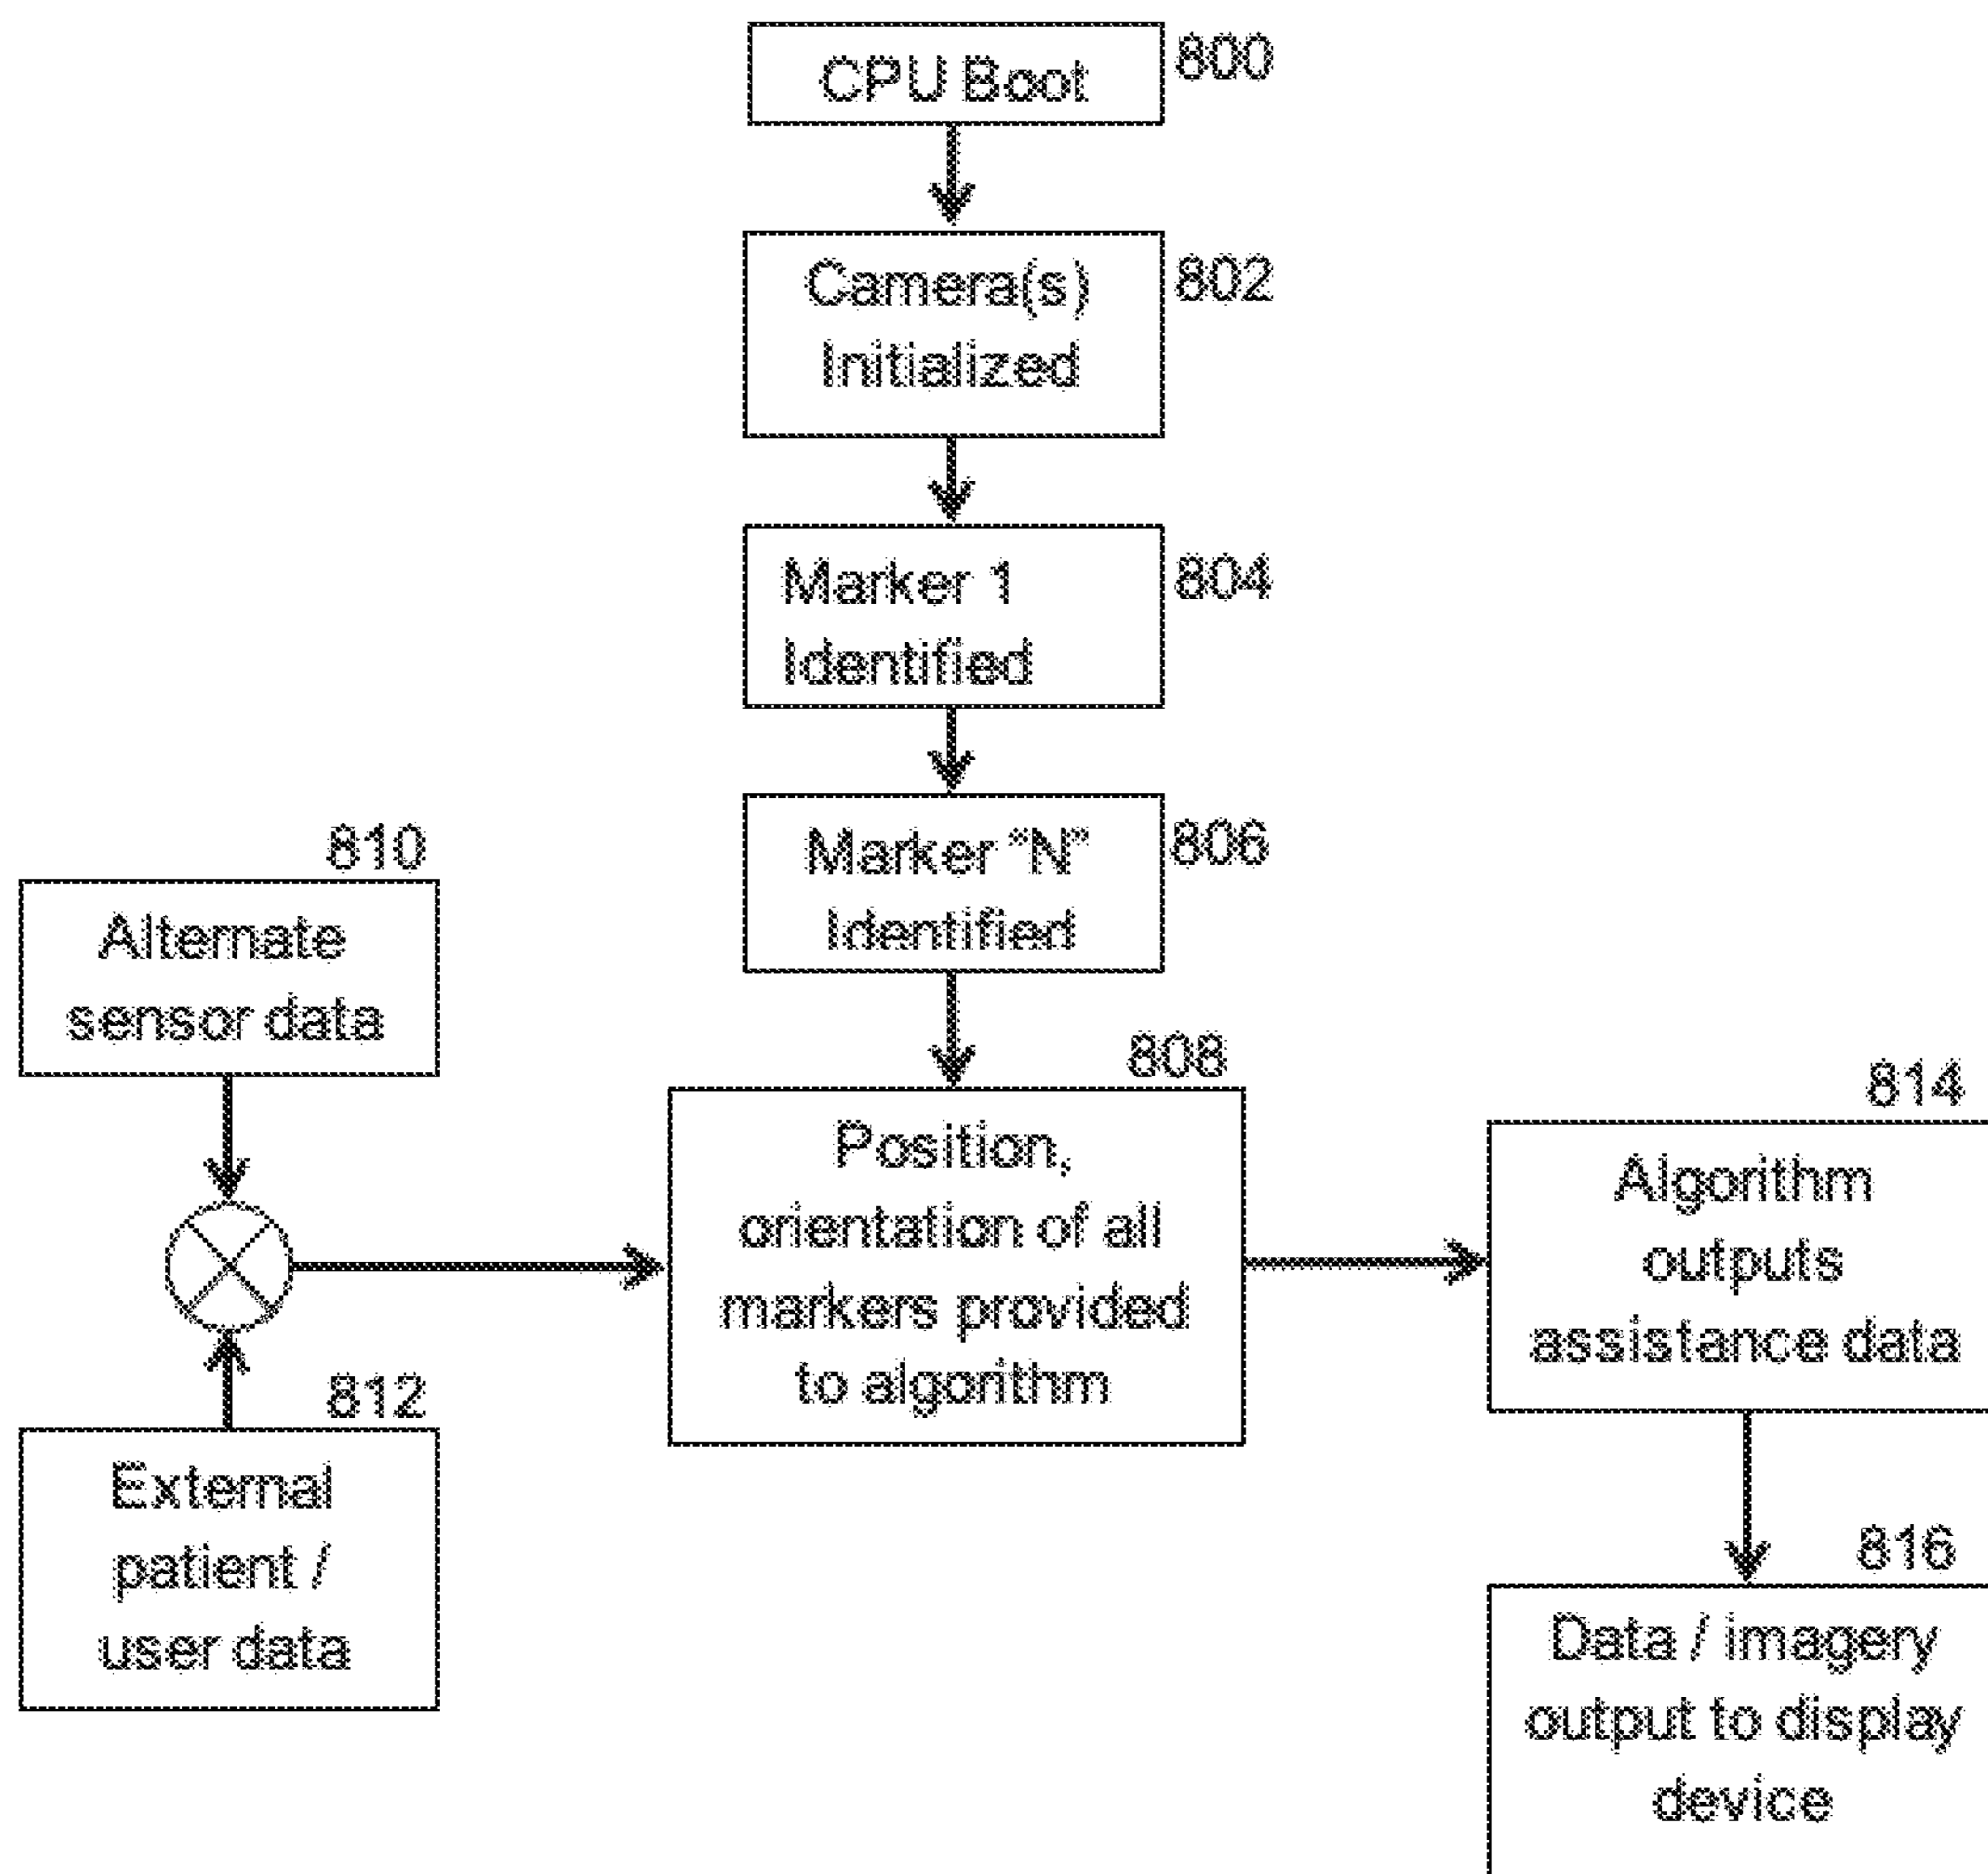 CPU Boot
800
Camera(s)
Initialized
802
Marker 1
Identified
804
Marker "N"
Identified
806
810
Alternate
sensor data
808
Position,
orientation of all
markers provided
to algorithm
812
External
patient /
user data
814
Algorithm
outputs
assistance data
816
Data / imagery
output to display
device